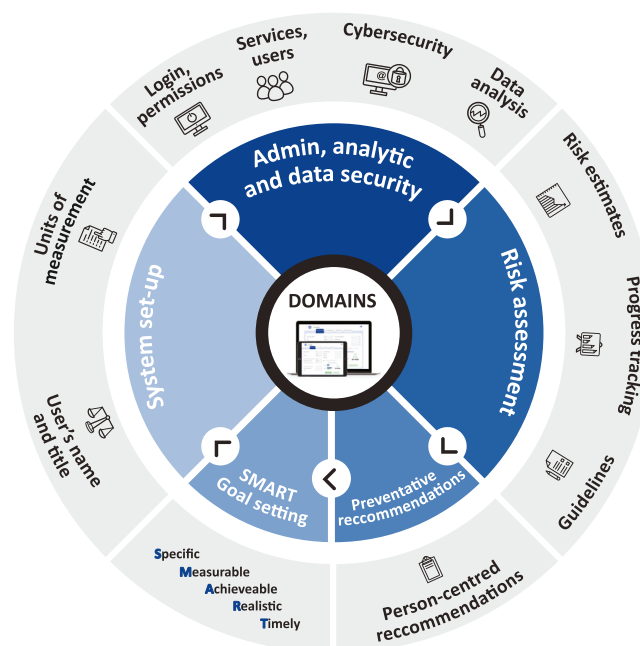 Login,
permissions
Services,
users
Cybersecurity
Data
analysis
Risk estimates
Progress tracking
Guidelines
Person-centred
reccommendations
Specific
Measurable
Achieveable
Realistic
Timely
User's name
and title
Units of
measurement
Admin, analytic
and data security
Risk assessment
Preventative
reccommendations
SMART
Goal setting
System set-up
DOMAINS